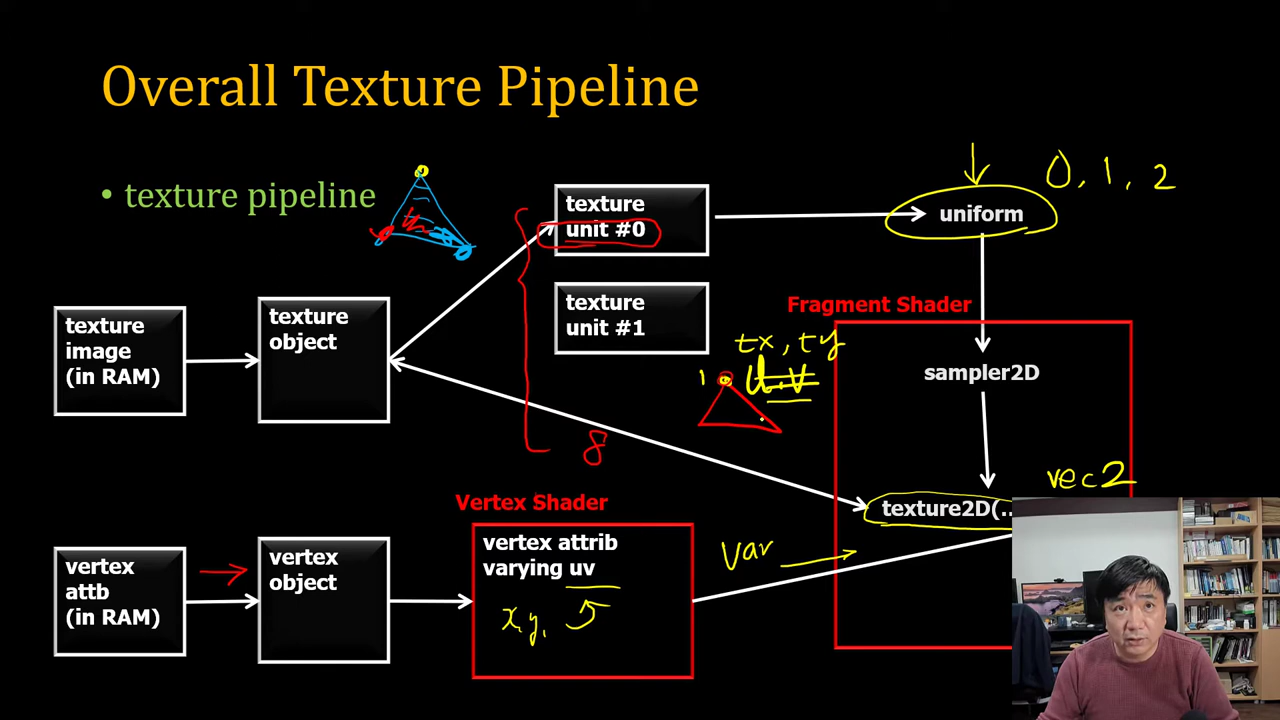 Overall Texture Pipeline
• texture pipeline
texture
unit #0
0, 1, 2
uniform
texture
unit #1
Fragment Shader
texture
image
(in RAM)
texture
object
tx, ty
1
u.v
sampler2D
8
vec2
Vertex Shader
texture2D(..
vertex
attb
(in RAM)
vertex
object
vertex attrib
varying uv
x, y,
var